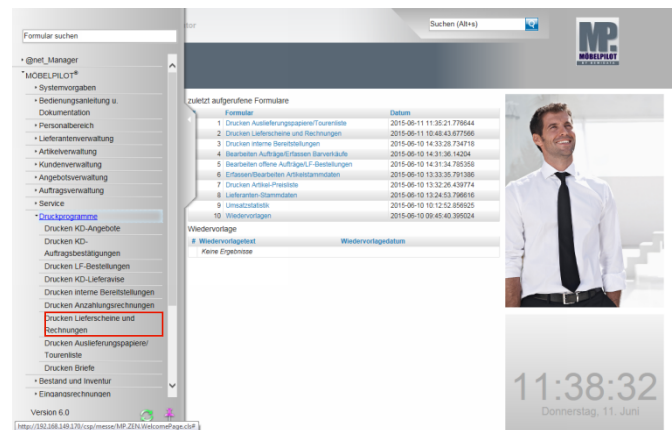 itor
Suchen (Alt+s)
MP.
MÖBELPILOT
Formular suchen
@net_Manager
MÖBELPILOT®
Systemvorgaben
Bedienungsanleitung u.
Dokumentation
Personalbereich
Lieferantenverwaltung
Artikelverwaltung
Kundenverwaltung
Angebotsverwaltung
Auftragsverwaltung
Service
Druckprogramme
Drucken KD-Angebote
Drucken KD-
Auftragsbestätigungen
Drucken LF-Bestellungen
Drucken KD-Lieferavise
Drucken interne Bereitstellungen
Drucken Anzahlungsrechnungen
Drucken Lieferscheine und
Rechnungen
Drucken Auslieferungspapiere/
Tourenliste
Drucken Briefe
Bestand und Inventur
Eingangsrechnungen
Version 6.0
http://192.168.149.170/csp/messe/MP.ZEN.WelcomePage.cls#
zuletzt aufgerufene Formulare
Formular Datum
1 Drucken Auslieferungspapiere/Tourenliste 2015-06-11 11:35:21.776544
2 Drucken Lieferscheine und Rechnungen 2015-06-11 10:46:43.677566
3 Drucken interne Bereitstellungen 2015-06-10 14:33:28.734718
4 Bearbeiten Aufträge/Erfassen Barverkäufe 2015-06-10 14:31:36.14204
5 Bearbeiten offene Aufträge/LF-Bestellungen 2015-06-10 14:31:34.785358
6 Erfassen/Bearbeiten Artikelstammdaten 2015-06-10 13:33:35.791386
7 Drucken Artikel-Preisliste 2015-06-10 13:32:26.439774
8 Lieferanten-Stammdaten 2015-06-10 13:24:53.796616
9 Umsatzstatistik 2015-06-10 10:12:52.856925
10 Wiedervorlagen 2015-06-10 09:45:40.395024
Wiedervorlage
# Wiedervorlagetext Wiedervorlagedatum
Keine Ergebnisse
11:38:32
Donnerstag, 11. Juni